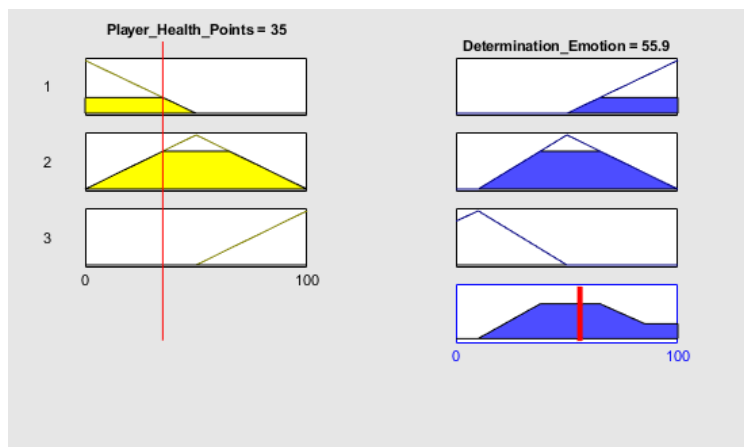 Player_Health_Points = 35
Determination_Emotion = 55.9
1
2
3
0 100
0 100